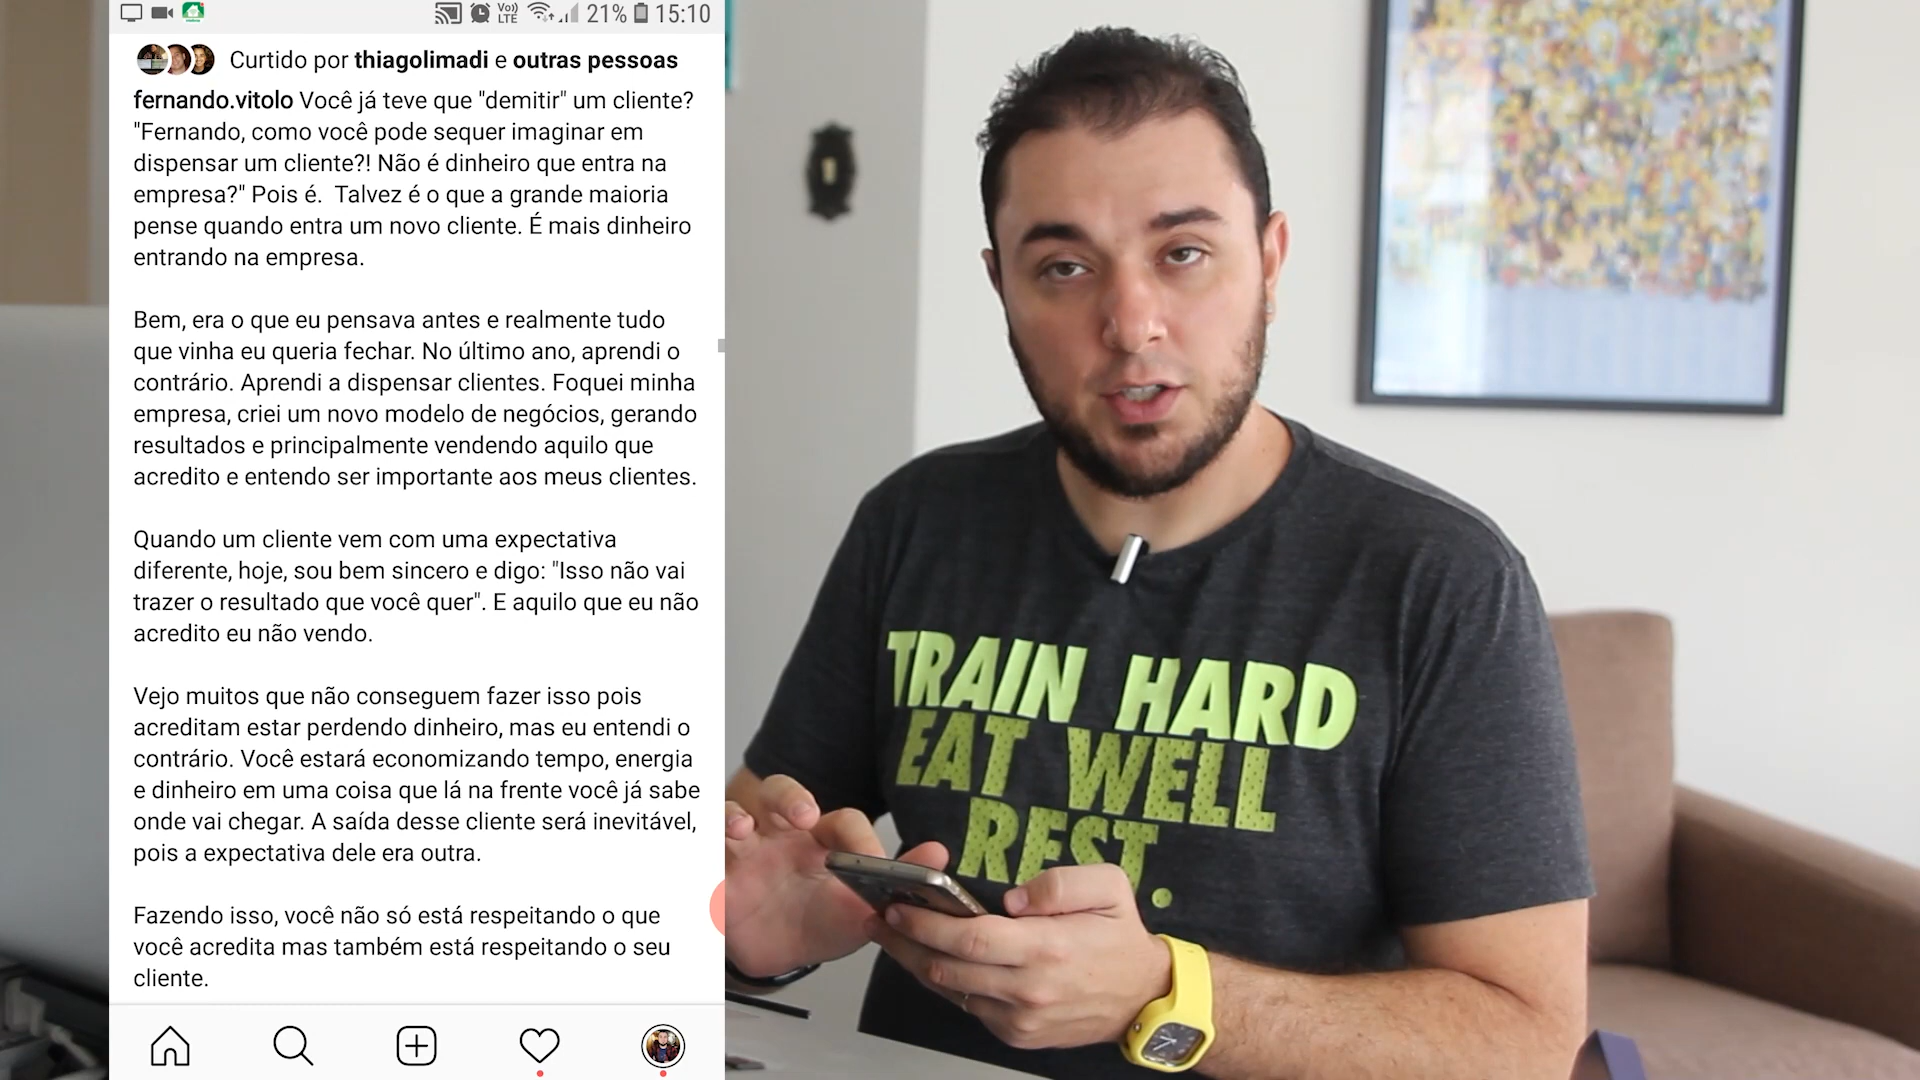 Vo))
LTE
21%
15:10
Curtido por thiagolimadi e outras pessoas
fernando.vitolo Você já teve que "demitir" um cliente?
"Fernando, como você pode sequer imaginar em
dispensar um cliente?! Não é dinheiro que entra na
empresa?" Pois é.  Talvez é o que a grande maioria
pense quando entra um novo cliente. É mais dinheiro
entrando na empresa.
Bem, era o que eu pensava antes e realmente tudo
que vinha eu queria fechar. No último ano, aprendi o
contrário. Aprendi a dispensar clientes. Foquei minha
empresa, criei um novo modelo de negócios, gerando
resultados e principalmente vendendo aquilo que
acredito e entendo ser importante aos meus clientes.
Quando um cliente vem com uma expectativa
diferente, hoje, sou bem sincero e digo: "Isso não vai
trazer o resultado que você quer". E aquilo que eu não
acredito eu não vendo.
Vejo muitos que não conseguem fazer isso pois
acreditam estar perdendo dinheiro, mas eu entendi o
contrário. Você estará economizando tempo, energia
e dinheiro em uma coisa que lá na frente você já sabe
onde vai chegar. A saída desse cliente será inevitável,
pois a expectativa dele era outra.
Fazendo isso, você não só está respeitando o que
você acredita mas também está respeitando o seu
cliente.
TRAIN HARD
EAT WELL
REST.